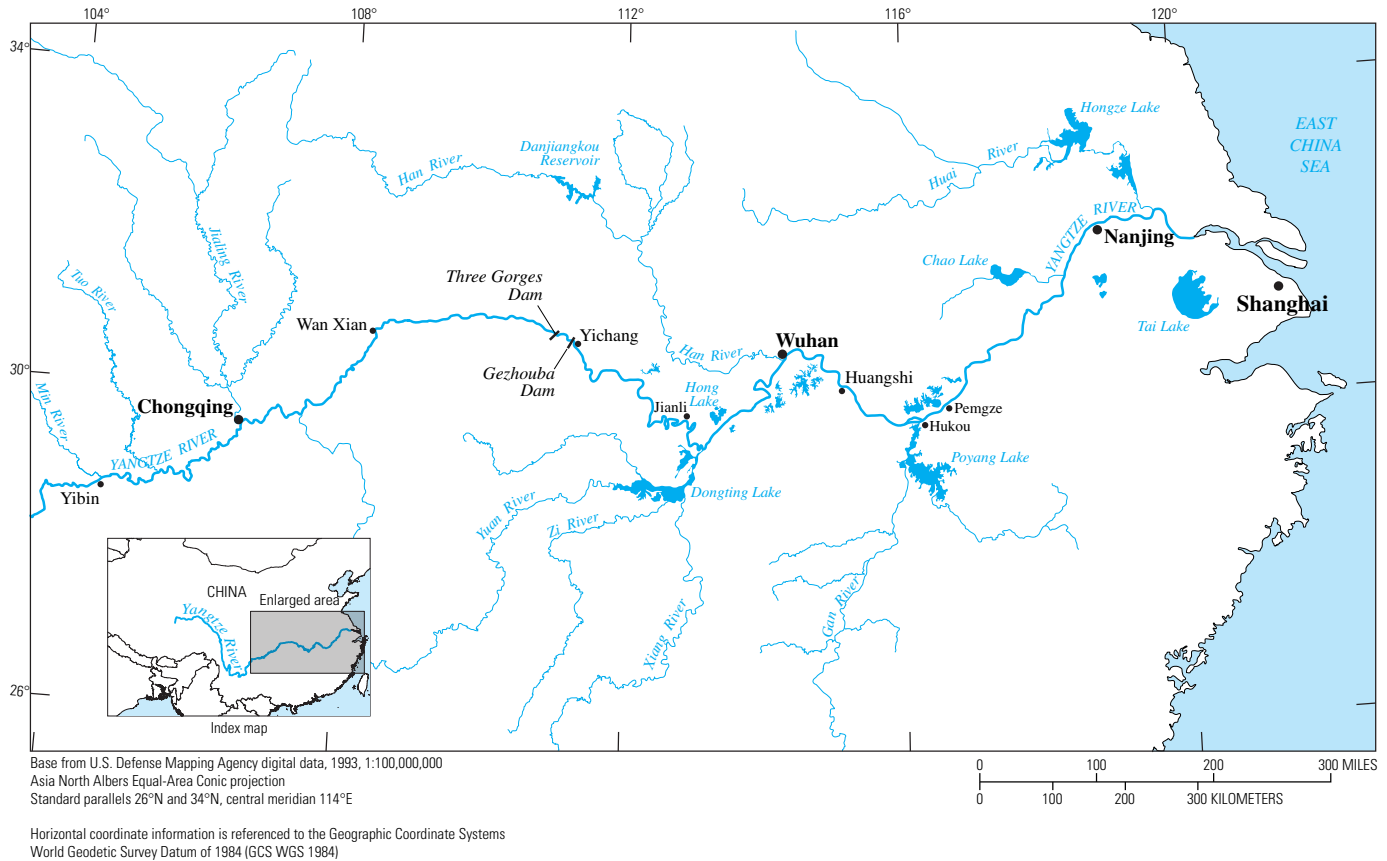 104°
108°
112°
116°
120°
34°
30°
26°
Hongze Lake
EAST
CHINA
SEA
Danjiangkou
Reservoir
Han River
Huai River
Jialing River
YANGTZE RIVER
Nanjing
Tuo River
Three Gorges
Dam
Chao Lake
Shanghai
Wan Xian
Yichang
Tai Lake
Wuhan
Han River
Gezhouba
Dam
Huangshi
Min River
Hong
Lake
Chongqing
Jianli
Pemgze
Hukou
YANGTZE RIVER
Poyang Lake
Yibin
Dongting Lake
Yuan River
Zi River
CHINA
Enlarged area
Yangtze River
Xiang River
Gan River
Index map
Base from U.S. Defense Mapping Agency digital data, 1993, 1:100,000,000
Asia North Albers Equal-Area Conic projection
Standard parallels 26°N and 34°N, central meridian 114°E
0 100 200 300 MILES
0 100 200 300 KILOMETERS
Horizontal coordinate information is referenced to the Geographic Coordinate Systems
World Geodetic Survey Datum of 1984 (GCS WGS 1984)